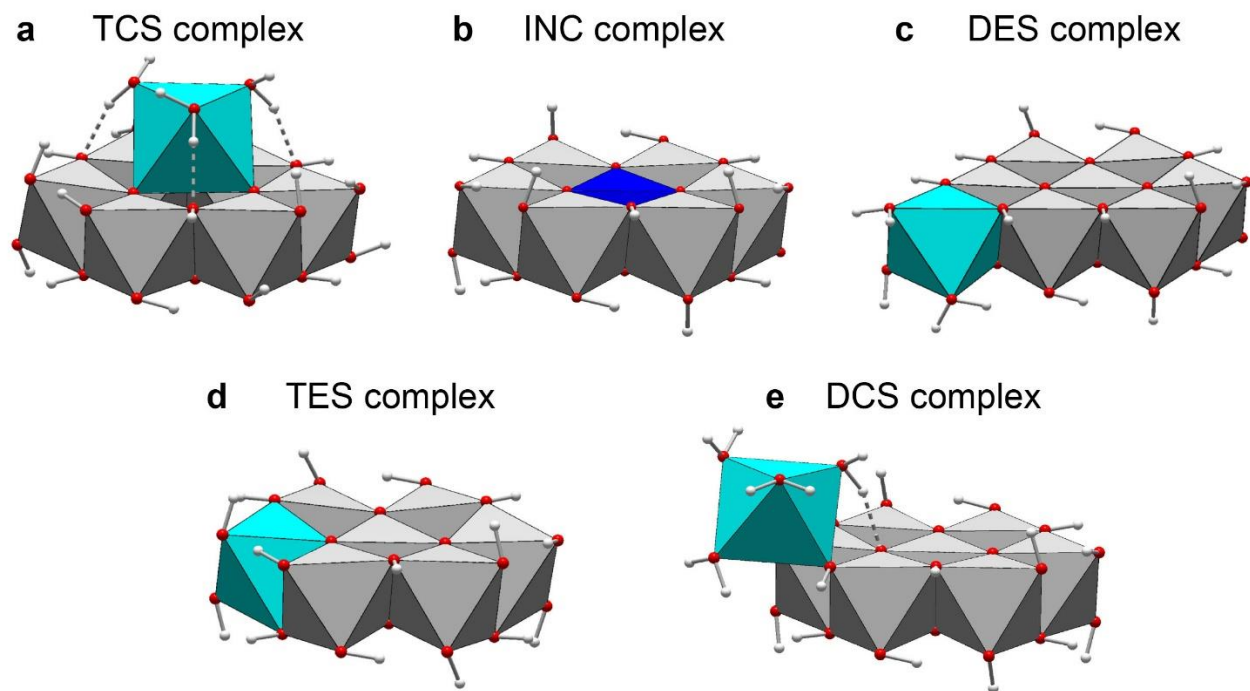 a TCS complex
b INC complex
c DES complex
d TES complex
e DCS complex